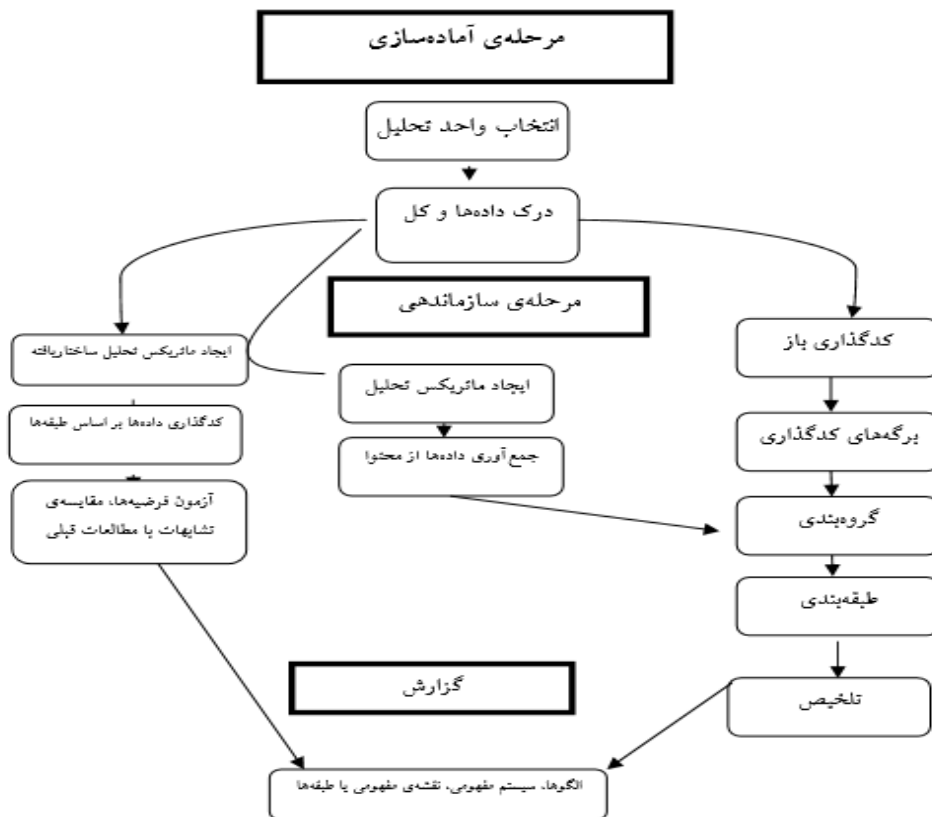 مرحله‌ی آماده‌سازی
انتخاب واحد تحلیل
درک داده‌ها و کل
مرحله‌ی سازماندهی
ایجاد ماتریکس تحلیل ساختاریافته
کدگذاری داده‌ها بر اساس طبقه‌ها
آزمون فرضیه‌ها، مقایسه‌ی
تشابهات با مطالعات قبلی
ایجاد ماتریکس تحلیل
جمع‌آوری داده‌ها از محتوا
کدگذاری باز
برگه‌های کدگذاری
گروه‌بندی
طبقه‌بندی
تلخیص
گزارش
الگوها، سیستم مفهومی، نقشه‌ی مفهومی یا طبقه‌ها